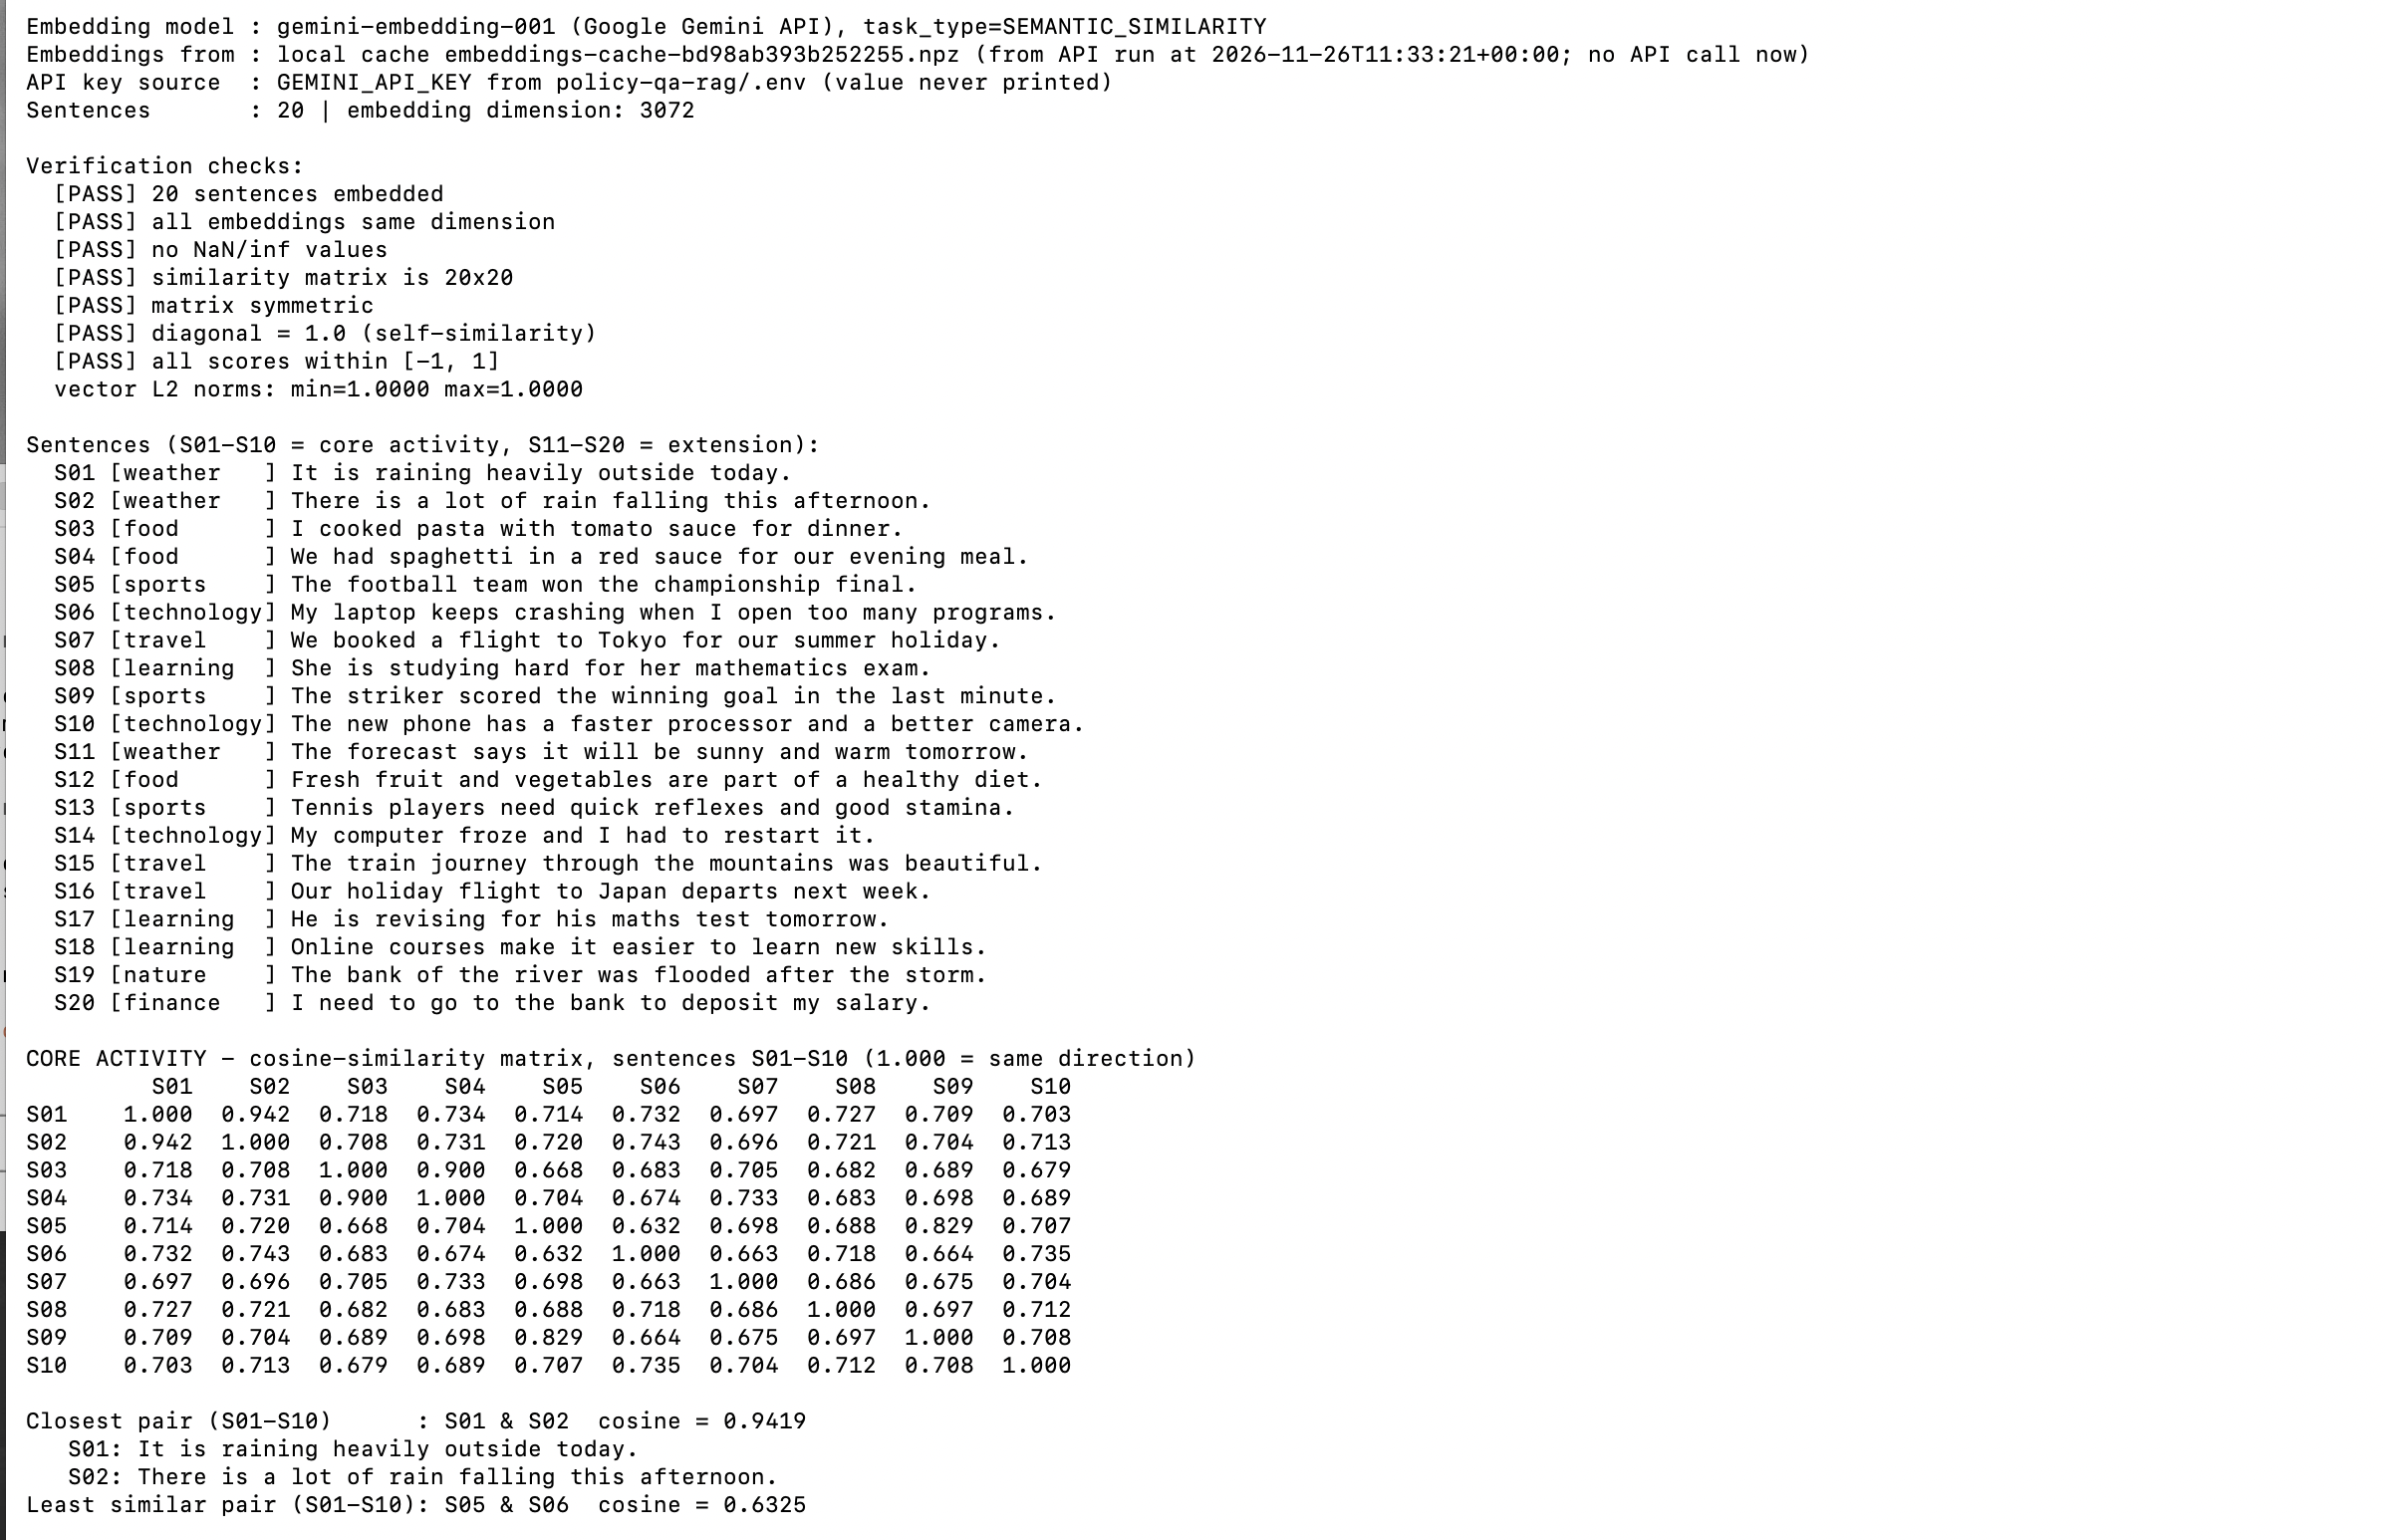 Embedding model : gemini-embedding-001 (Google Gemini API), task_type=SEMANTIC_SIMILARITY
Embeddings from : local cache embeddings-cache-bd98ab393b252255.npz (from API run at 2026-11-26T11:33:21+00:00; no API call now)
API key source  : GEMINI_API_KEY from policy-qa-rag/.env (value never printed)
Sentences       : 20 | embedding dimension: 3072

Verification checks:
  [PASS] 20 sentences embedded
  [PASS] all embeddings same dimension
  [PASS] no NaN/inf values
  [PASS] similarity matrix is 20x20
  [PASS] matrix symmetric
  [PASS] diagonal = 1.0 (self-similarity)
  [PASS] all scores within [-1, 1]
  vector L2 norms: min=1.0000 max=1.0000

Sentences (S01-S10 = core activity, S11-S20 = extension):
  S01 [weather   ] It is raining heavily outside today.
  S02 [weather   ] There is a lot of rain falling this afternoon.
  S03 [food      ] I cooked pasta with tomato sauce for dinner.
  S04 [food      ] We had spaghetti in a red sauce for our evening meal.
  S05 [sports    ] The football team won the championship final.
  S06 [technology] My laptop keeps crashing when I open too many programs.
  S07 [travel    ] We booked a flight to Tokyo for our summer holiday.
  S08 [learning  ] She is studying hard for her mathematics exam.
  S09 [sports    ] The striker scored the winning goal in the last minute.
  S10 [technology] The new phone has a faster processor and a better camera.
  S11 [weather   ] The forecast says it will be sunny and warm tomorrow.
  S12 [food      ] Fresh fruit and vegetables are part of a healthy diet.
  S13 [sports    ] Tennis players need quick reflexes and good stamina.
  S14 [technology] My computer froze and I had to restart it.
  S15 [travel    ] The train journey through the mountains was beautiful.
  S16 [travel    ] Our holiday flight to Japan departs next week.
  S17 [learning  ] He is revising for his maths test tomorrow.
  S18 [learning  ] Online courses make it easier to learn new skills.
  S19 [nature    ] The bank of the river was flooded after the storm.
  S20 [finance   ] I need to go to the bank to deposit my salary.

CORE ACTIVITY - cosine-similarity matrix, sentences S01-S10 (1.000 = same direction)
         S01    S02    S03    S04    S05    S06    S07    S08    S09    S10
S01    1.000  0.942  0.718  0.734  0.714  0.732  0.697  0.727  0.709  0.703
S02    0.942  1.000  0.708  0.731  0.720  0.743  0.696  0.721  0.704  0.713
S03    0.718  0.708  1.000  0.900  0.668  0.683  0.705  0.682  0.689  0.679
S04    0.734  0.731  0.900  1.000  0.704  0.674  0.733  0.683  0.698  0.689
S05    0.714  0.720  0.668  0.704  1.000  0.632  0.698  0.688  0.829  0.707
S06    0.732  0.743  0.683  0.674  0.632  1.000  0.663  0.718  0.664  0.735
S07    0.697  0.696  0.705  0.733  0.698  0.663  1.000  0.686  0.675  0.704
S08    0.727  0.721  0.682  0.683  0.688  0.718  0.686  1.000  0.697  0.712
S09    0.709  0.704  0.689  0.698  0.829  0.664  0.675  0.697  1.000  0.708
S10    0.703  0.713  0.679  0.689  0.707  0.735  0.704  0.712  0.708  1.000

Closest pair (S01-S10)      : S01 & S02  cosine = 0.9419
   S01: It is raining heavily outside today.
   S02: There is a lot of rain falling this afternoon.
Least similar pair (S01-S10): S05 & S06  cosine = 0.6325